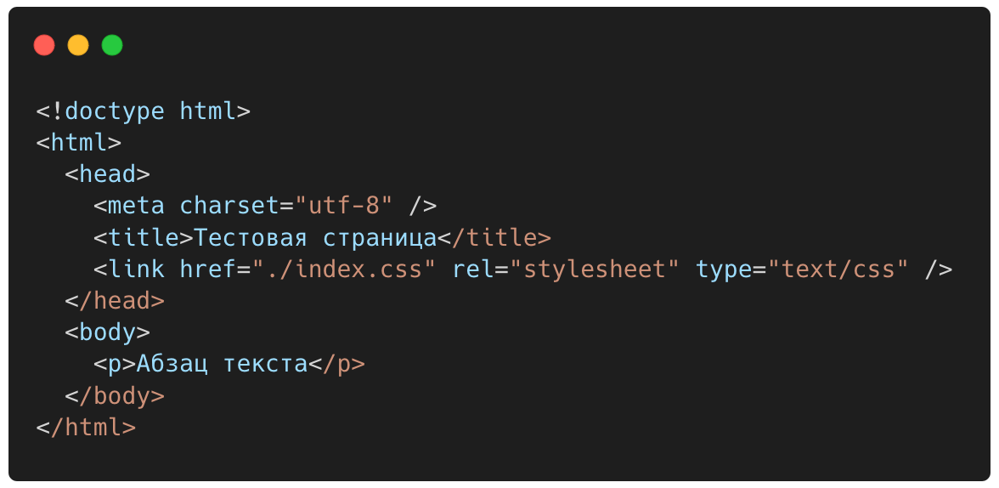 <!doctype html>
<html>
  <head>
    <meta charset="utf-8" />
    <title>Тестовая страница</title>
    <link href="./index.css" rel="stylesheet" type="text/css" />
  </head>
  <body>
    <p>Абзац текста</p>
  </body>
</html>